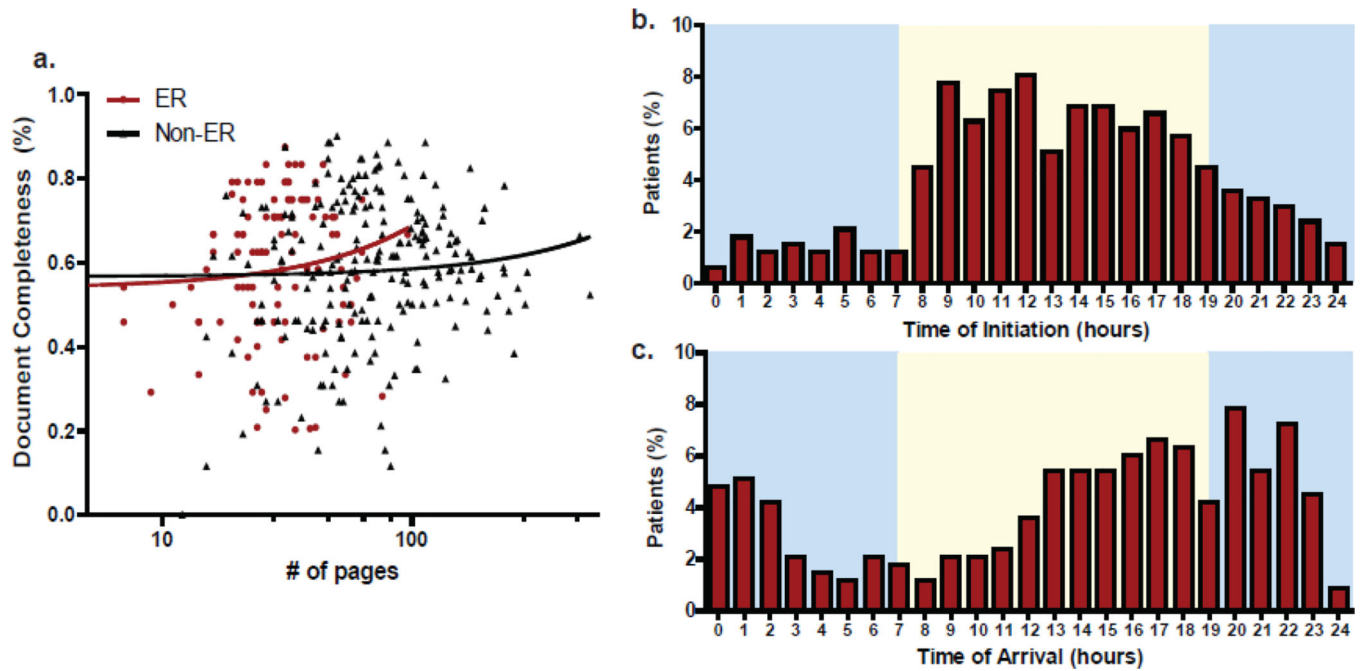 a.
ER
Non-ER
Document Completeness (%)
1.0
0.8
0.6
0.4
0.2
0.0
10
100
# of pages
b.
Patients (%)
10
8
6
4
2
0
0 1 2 3 4 5 6 7 8 9 10 11 12 13 14 15 16 17 18 19 20 21 22 23 24
Time of Initiation (hours)
c.
Patients (%)
10
8
6
4
2
0
0 1 2 3 4 5 6 7 8 9 10 11 12 13 14 15 16 17 18 19 20 21 22 23 24
Time of Arrival (hours)